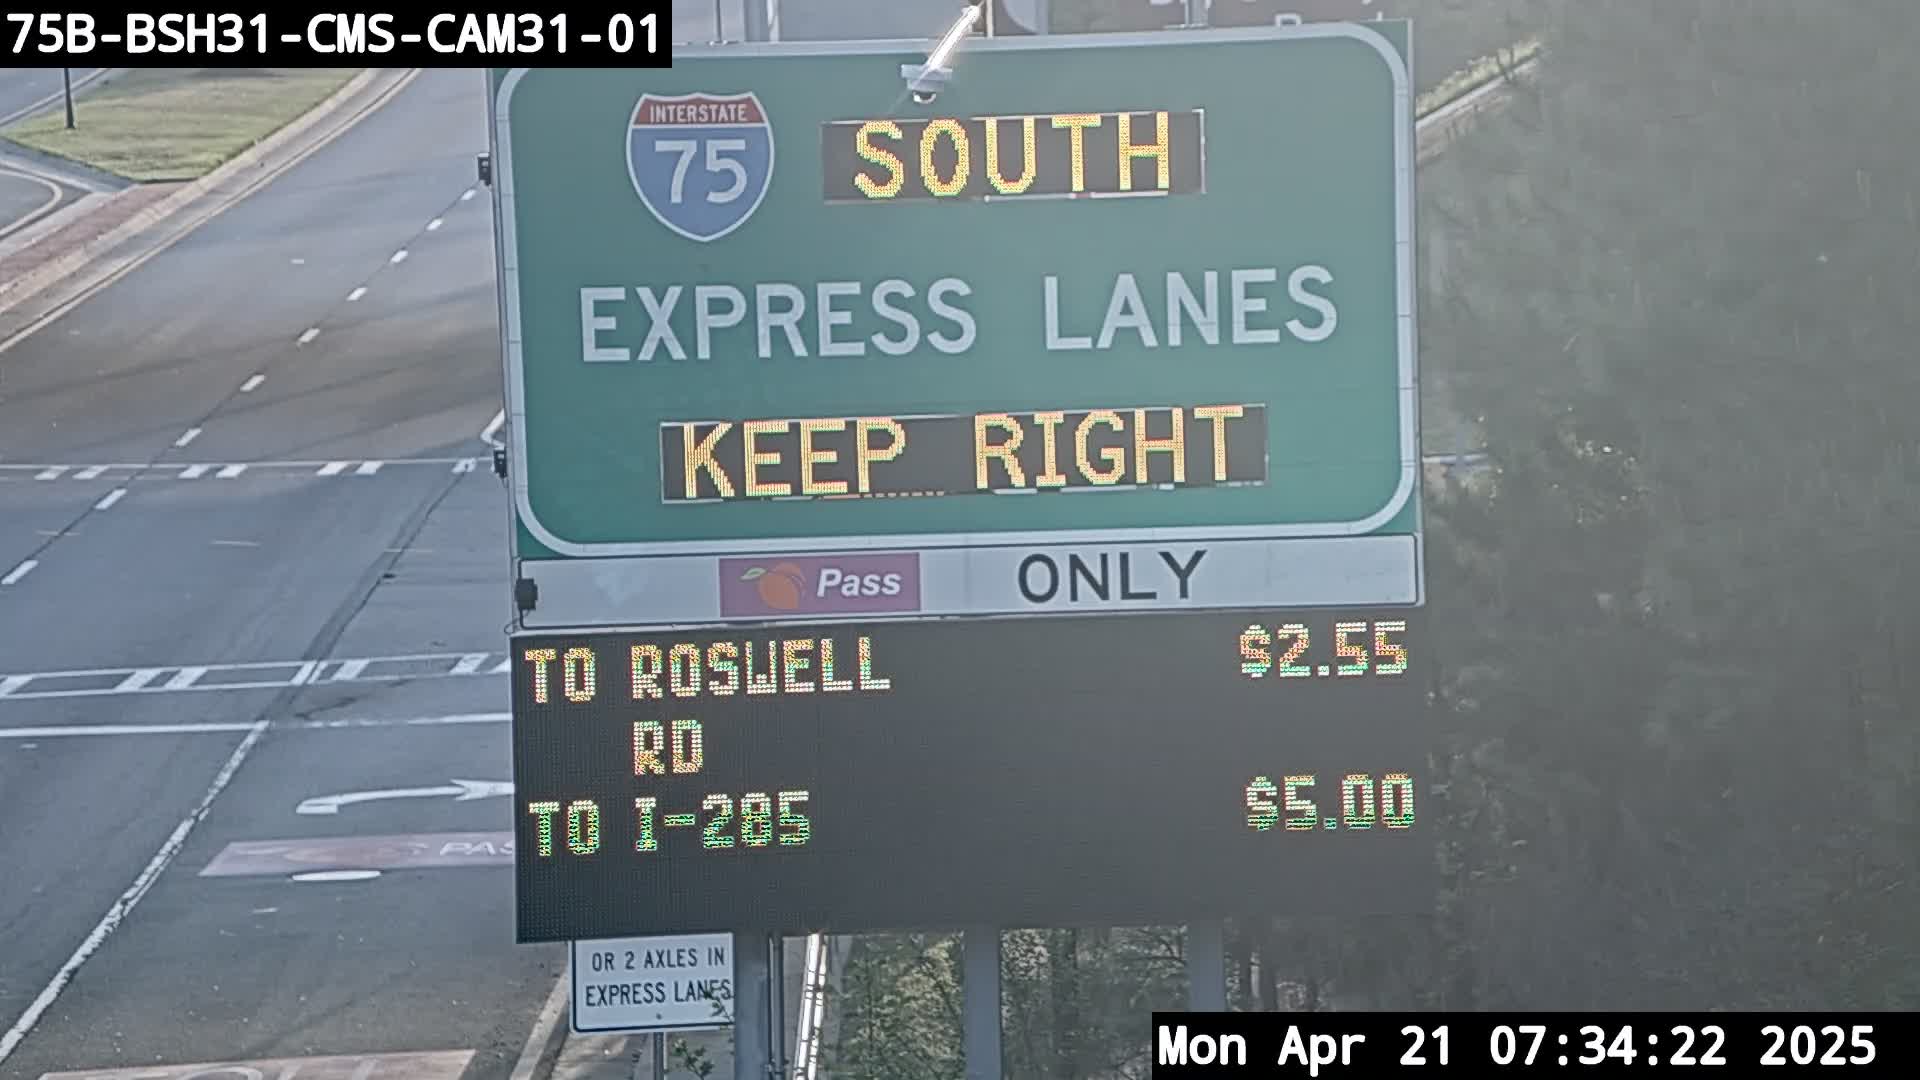 75B-BSH31-CMS-CAM31-01
INTERSTATE
75
SOUTH
EXPRESS LANES
KEEP RIGHT
Pass
ONLY
TO ROSWELL $2.55
RD
TO I-285 $5.00
OR 2 AXLES IN
EXPRESS LANES
Mon Apr 21 07:34:22 2025